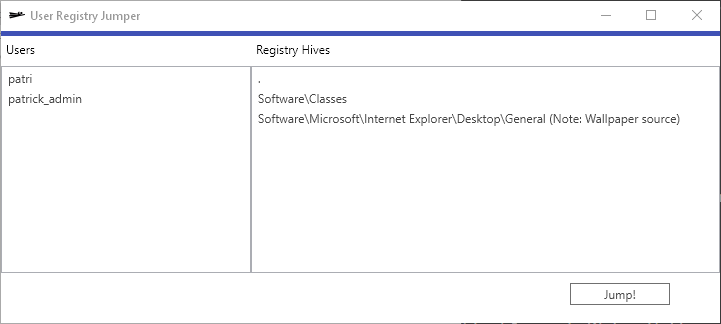 User Registry Jumper
Users
Registry Hives
patri
patrick_admin
.
Software\Classes
Software\Microsoft\Internet Explorer\Desktop\General (Note: Wallpaper source)
Jump!